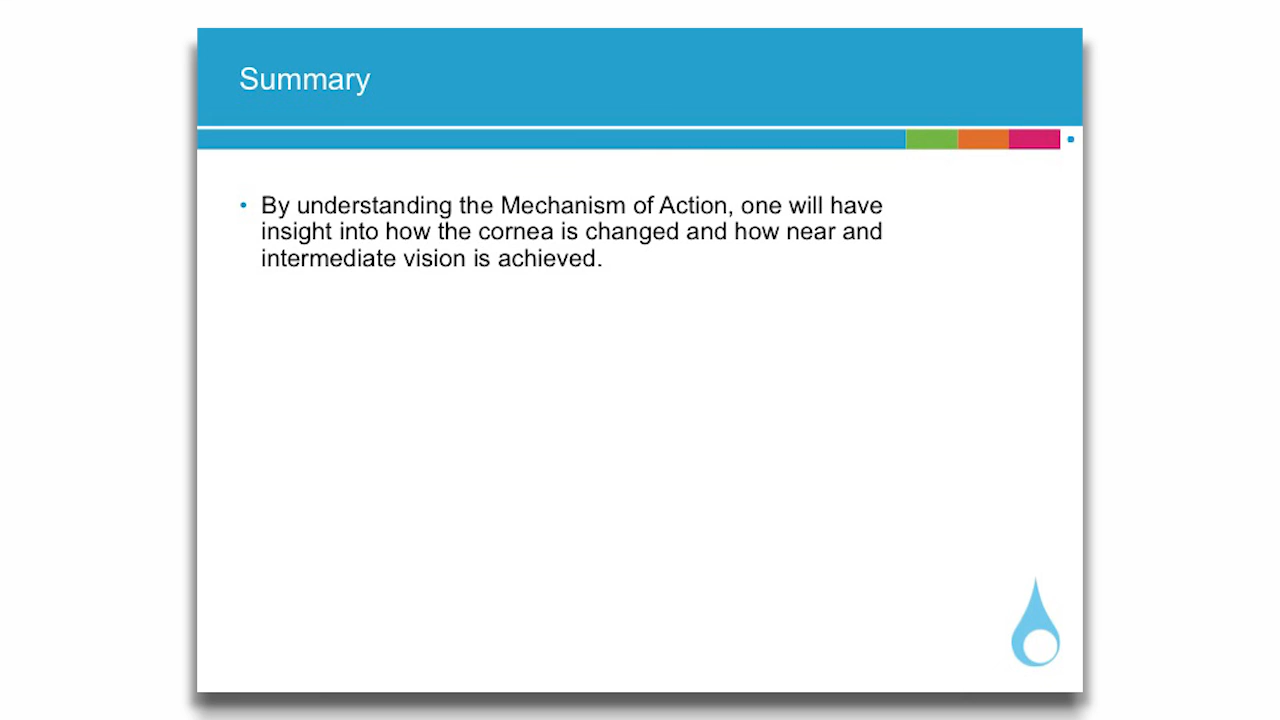 Summary
• By understanding the Mechanism of Action, one will have
insight into how the cornea is changed and how near and
intermediate vision is achieved.